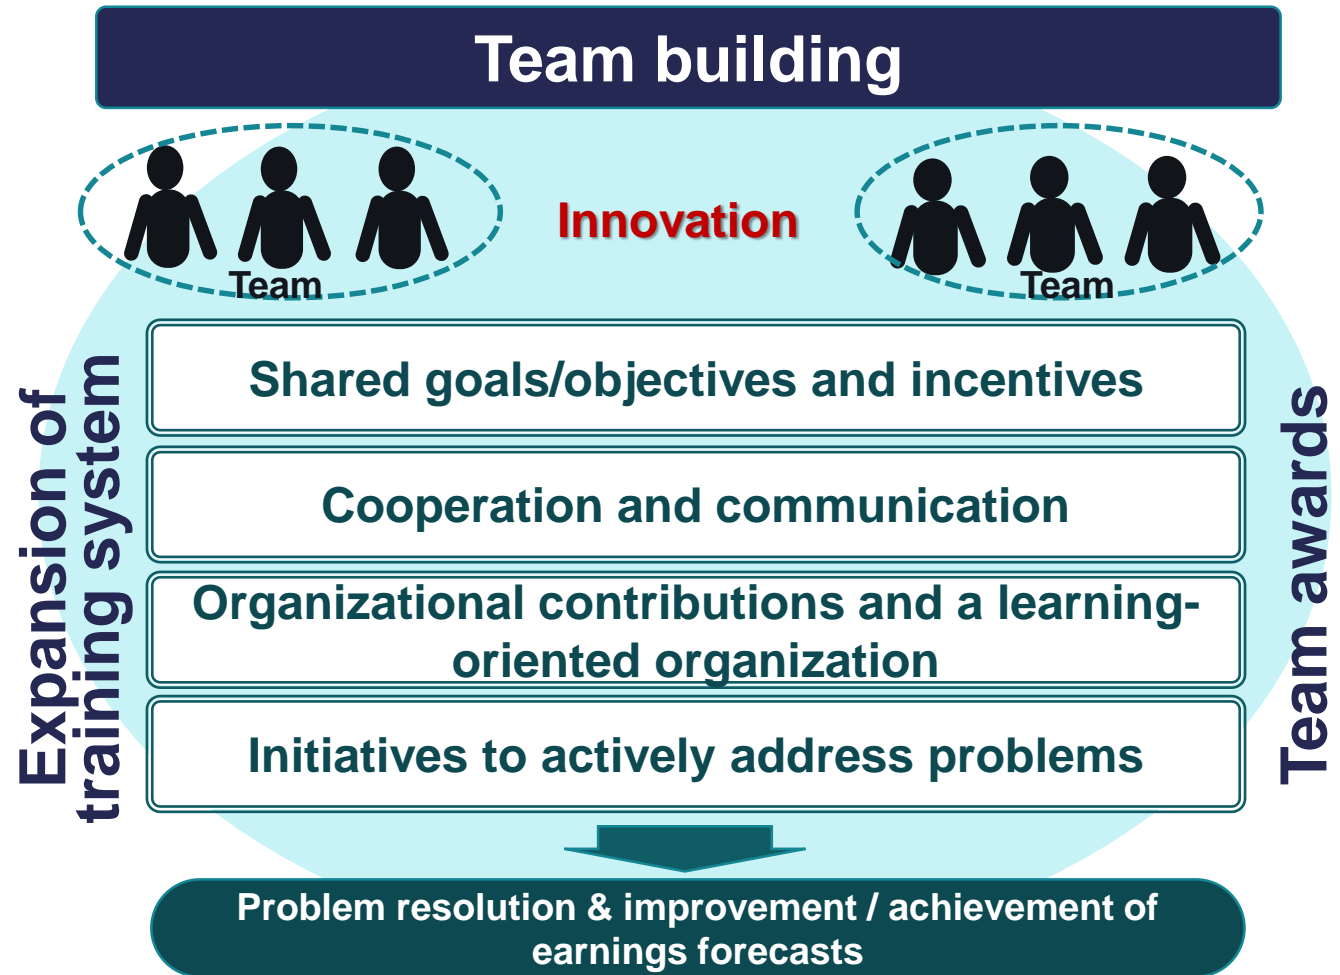 Team building
Innovation
Team
Team
Expansion of
training system
Shared goals/objectives and incentives
Cooperation and communication
Organizational contributions and a learning-
oriented organization
Initiatives to actively address problems
Team awards
Problem resolution & improvement / achievement of
earnings forecasts